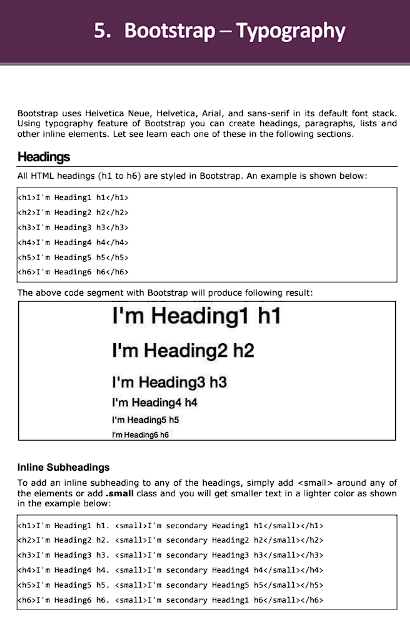 5. Bootstrap – Typography
Bootstrap uses Helvetica Neue, Helvetica, Arial, and sans-serif in its default font stack.
Using typography feature of Bootstrap you can create headings, paragraphs, lists and
other inline elements. Let see learn each one of these in the following sections.
Headings
All HTML headings (h1 to h6) are styled in Bootstrap. An example is shown below:
<h1>I'm Heading1 h1</h1>
<h2>I'm Heading2 h2</h2>
<h3>I'm Heading3 h3</h3>
<h4>I'm Heading4 h4</h4>
<h5>I'm Heading5 h5</h5>
<h6>I'm Heading6 h6</h6>
The above code segment with Bootstrap will produce following result:
I'm Heading1 h1
I'm Heading2 h2
I'm Heading3 h3
I'm Heading4 h4
I'm Heading5 h5
I'm Heading6 h6
Inline Subheadings
To add an inline subheading to any of the headings, simply add <small> around any of
the elements or add .small class and you will get smaller text in a lighter color as shown
in the example below:
<h1>I'm Heading1 h1. <small>I'm secondary Heading1 h1</small></h1>
<h2>I'm Heading2 h2. <small>I'm secondary Heading2 h2</small></h2>
<h3>I'm Heading3 h3. <small>I'm secondary Heading3 h3</small></h3>
<h4>I'm Heading4 h4. <small>I'm secondary Heading4 h4</small></h4>
<h5>I'm Heading5 h5. <small>I'm secondary Heading5 h5</small></h5>
<h6>I'm Heading6 h6. <small>I'm secondary Heading1 h6</small></h6>